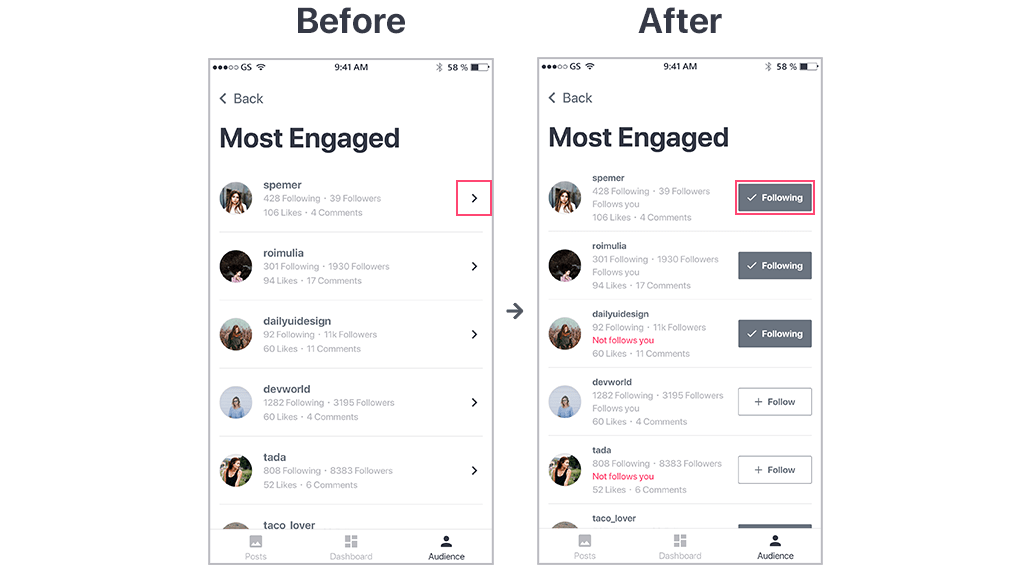 Before
GS
9:41 AM
58 %
Back
Most Engaged
spemer
428 Following · 39 Followers
106 Likes · 4 Comments
roimulia
301 Following · 1930 Followers
94 Likes · 17 Comments
dailyuidesign
92 Following · 11k Followers
60 Likes · 11 Comments
devworld
1282 Following · 3195 Followers
60 Likes · 4 Comments
tada
808 Following · 8383 Followers
52 Likes · 6 Comments
taco_lover
Posts
Dashboard
Audience
After
GS
9:41 AM
58 %
Back
Most Engaged
spemer
428 Following · 39 Followers
Follows you
106 Likes · 4 Comments
Following
roimulia
301 Following · 1930 Followers
Follows you
94 Likes · 17 Comments
Following
dailyuidesign
92 Following · 11k Followers
Not follows you
60 Likes · 11 Comments
Following
devworld
1282 Following · 3195 Followers
Follows you
60 Likes · 4 Comments
+ Follow
tada
808 Following · 8383 Followers
Not follows you
52 Likes · 6 Comments
+ Follow
taco_lover
Posts
Dashboard
Audience